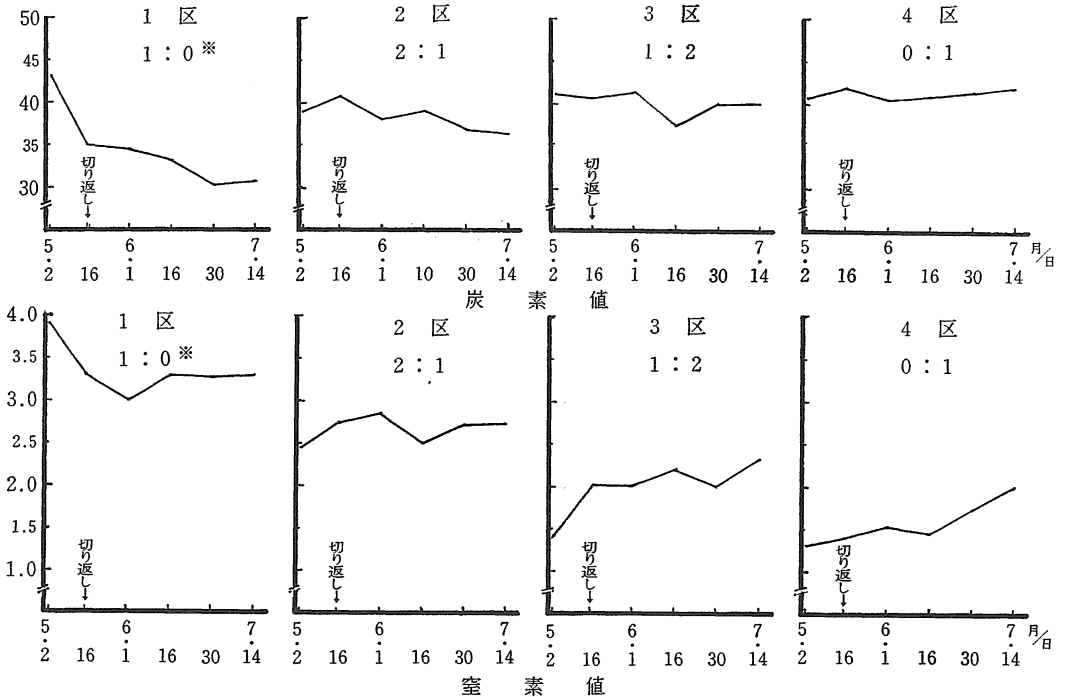 50
45
40
35
30
1 区
1:0※
切り返し
2 区
2:1
切り返し
3 区
1:2
切り返し
4 区
0:1
切り返し
5・2 16 6・1 16 30 7・14
5・2 16 6・1 10 30 7・14
5・2 16 6・1 16 30 7・14
5・2 16 6・1 16 30 7・14 月/日
炭素値
4.0
3.5
3.0
2.5
2.0
1.5
1.0
1 区
1:0※
切り返し
2 区
2:1
切り返し
3 区
1:2
切り返し
4 区
0:1
切り返し
5・2 16 6・1 16 30 7・14
5・2 16 6・1 16 30 7・14
5・2 16 6・1 16 30 7・14
5・2 16 6・1 16 30 7・14 月/日
窒素値